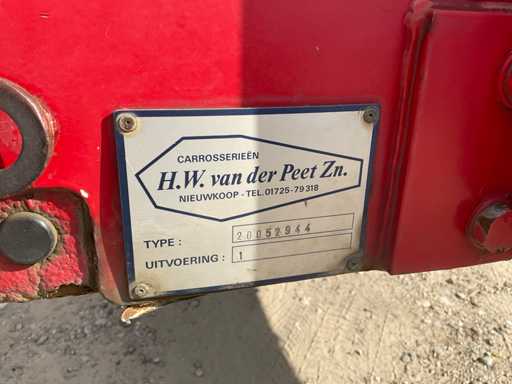 CARROSSERIEËN
H.W. van der Peet Zn.
NIEUWKOOP - TEL. 01725-79318
TYPE : 20052944
UITVOERING : 1